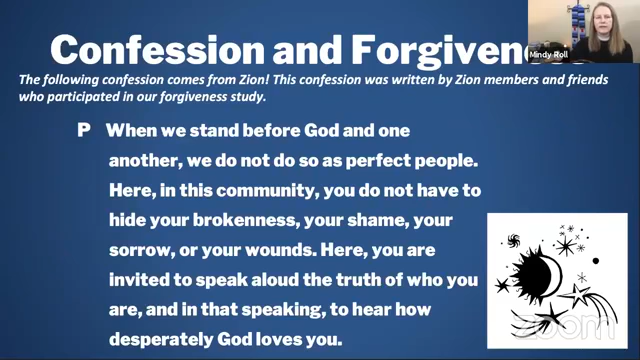 Confession and Forgiveness
Mindy Roll
The following confession comes from Zion! This confession was written by Zion members and friends
who participated in our forgiveness study.
P When we stand before God and one
another, we do not do so as perfect people.
Here, in this community, you do not have to
hide your brokenness, your shame, your
sorrow, or your wounds. Here, you are
invited to speak aloud the truth of who you
are, and in that speaking, to hear how
desperately God loves you.
zoom